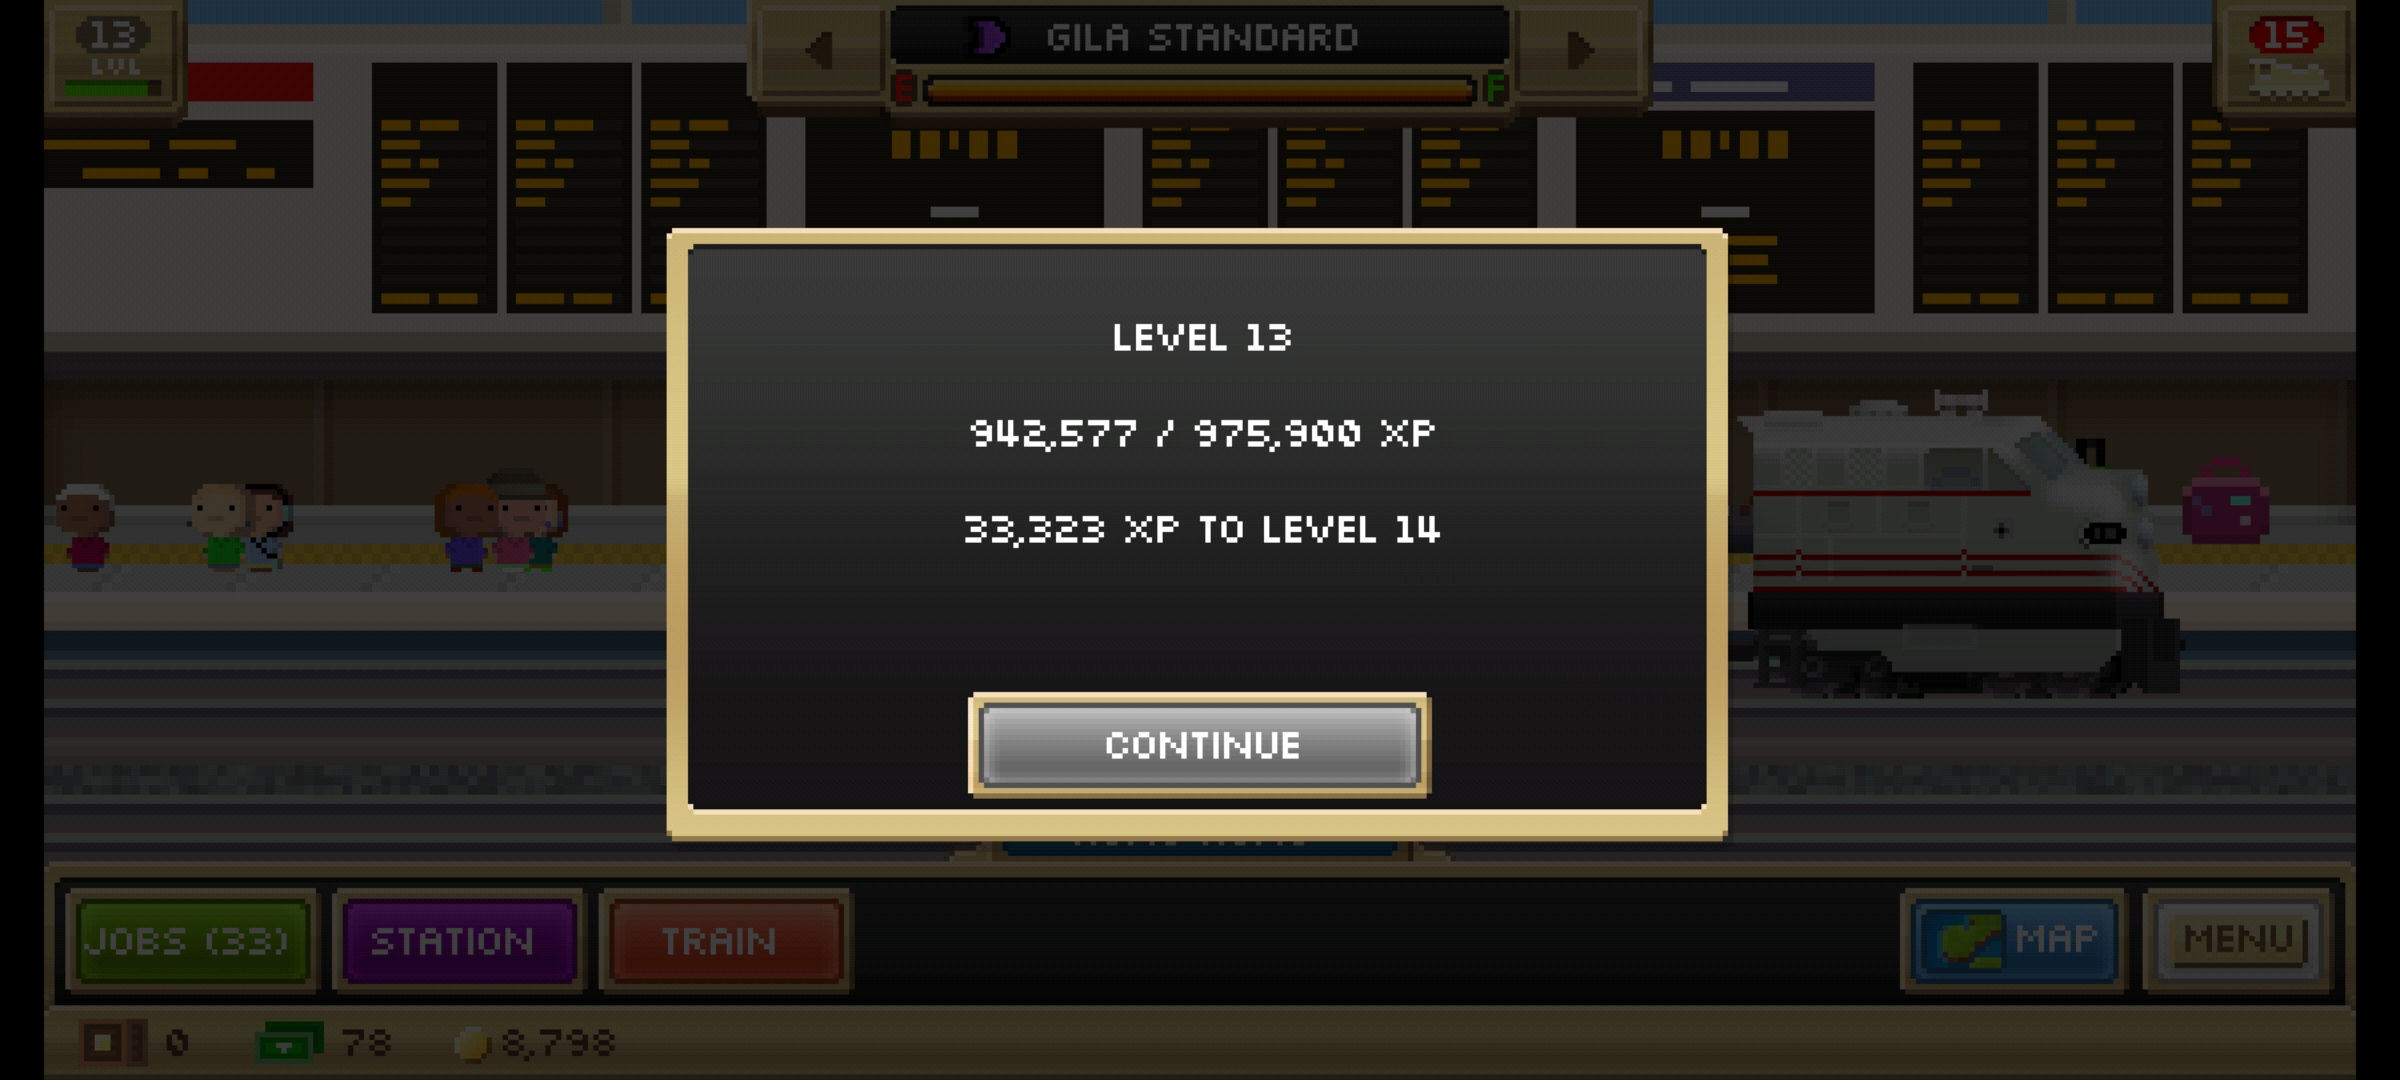 13
LVL
GILA STANDARD
E
F
15
LEVEL 13
942,577 / 975,900 XP
33,323 XP TO LEVEL 14
CONTINUE
JOBS (33)
STATION
TRAIN
MAP
MENU
0
78
8,798